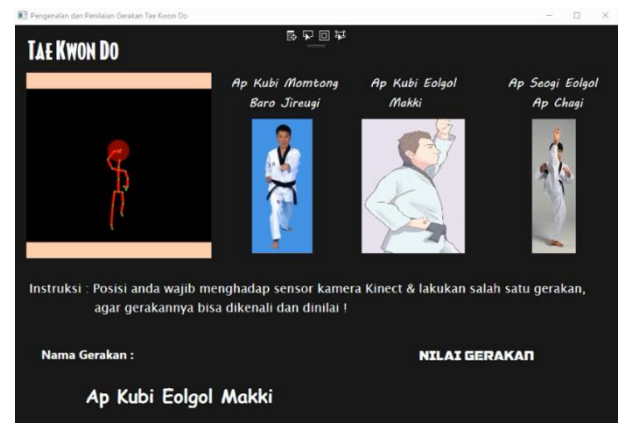 Pengenalan dan Penilaian Gerakan Tae Kwon Do
TAE KWON DO
Ap Kubi Momtong
Baro Jireugi
Ap Kubi Eolgol
Makki
Ap Seogi Eolgol
Ap Chagi
Instruksi : Posisi anda wajib menghadap sensor kamera Kinect & lakukan salah satu gerakan,
agar gerakannya bisa dikenali dan dinilai !
Nama Gerakan :
NILAI GERAKAN
Ap Kubi Eolgol Makki